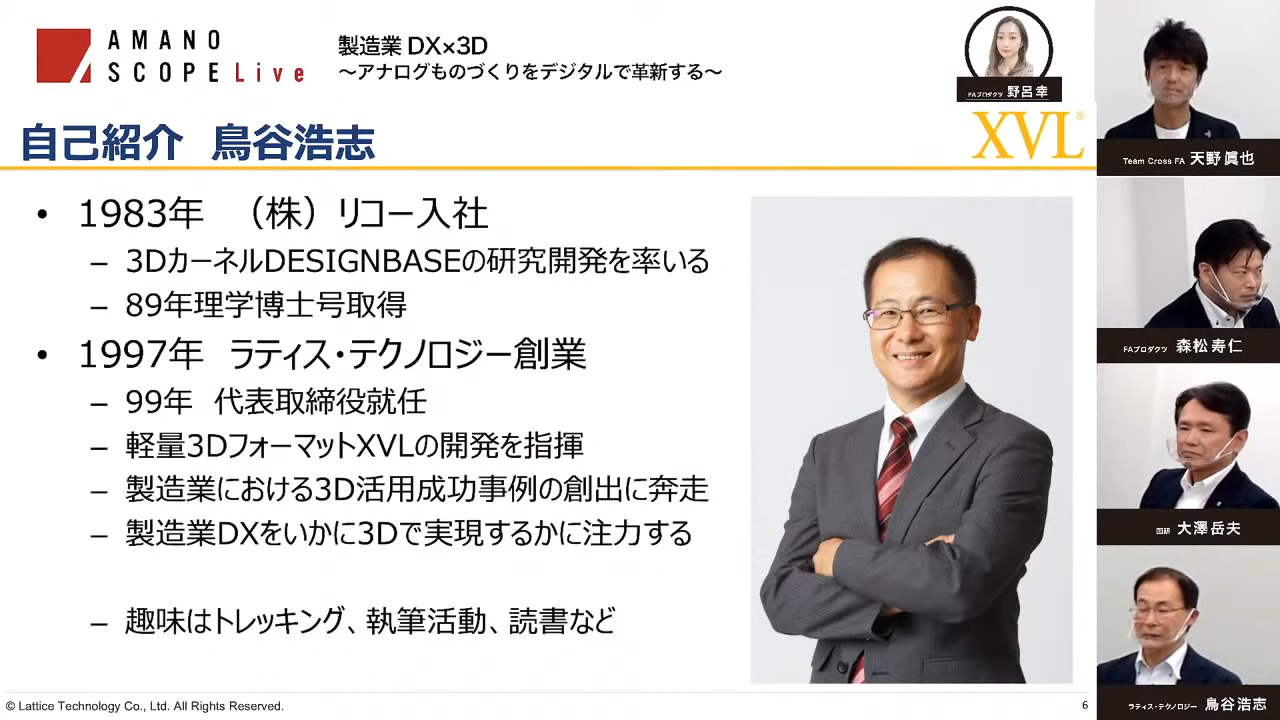 AMANO
SCOPE Live
製造業 DX×3D
～アナログものづくりをデジタルで革新する～
FAプロダクツ 野呂幸
自己紹介 鳥谷浩志
XVL®
• 1983年 （株）リコー入社
– 3DカーネルDESIGNBASEの研究開発を率いる
– 89年理学博士号取得
• 1997年 ラティス・テクノロジー創業
– 99年 代表取締役就任
– 軽量3DフォーマットXVLの開発を指揮
– 製造業における3D活用成功事例の創出に奔走
– 製造業DXをいかに3Dで実現するかに注力する
– 趣味はトレッキング、執筆活動、読書など
© Lattice Technology Co., Ltd. All Rights Reserved.
6
Team Cross FA 天野眞也
FAプロダクツ 森松寿仁
図研 大澤岳夫
ラティス・テクノロジー 鳥谷浩志